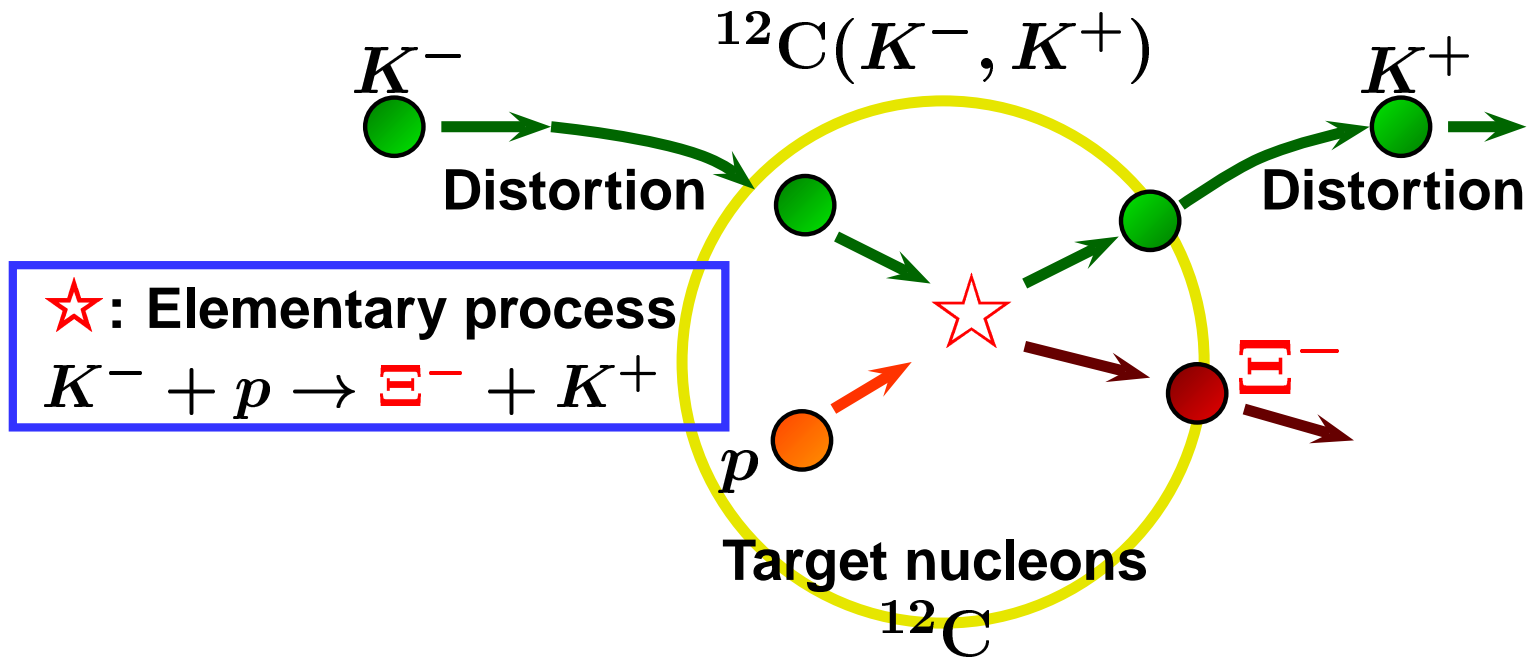 ¹²C(K⁻, K⁺)
K⁻
K⁺
Distortion
Distortion
☆: Elementary process
K⁻ + p → Ξ⁻ + K⁺
Ξ⁻
p
Target nucleons
¹²C